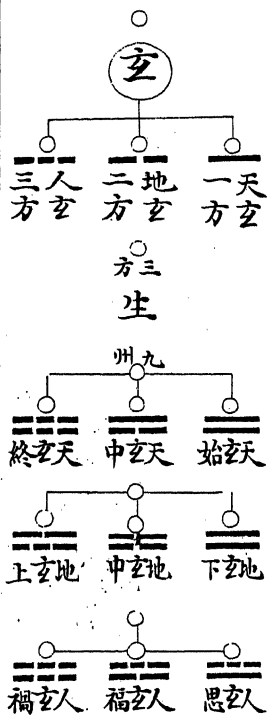 玄
天玄
一方
地玄
二方
人玄
三方
三方
生
九州
天玄始
天玄中
天玄終
地玄下
地玄中
地玄上
人玄思
人玄福
人玄禍